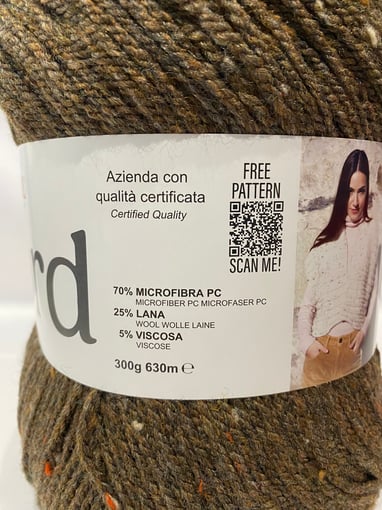 Azienda con
qualità certificata
Certified Quality
FREE
PATTERN
SCAN ME!
rd
70% MICROFIBRA PC
MICROFIBER PC MICROFASER PC
25% LANA
WOOL WOLLE LAINE
5% VISCOSA
VISCOSE
300g 630m ℮